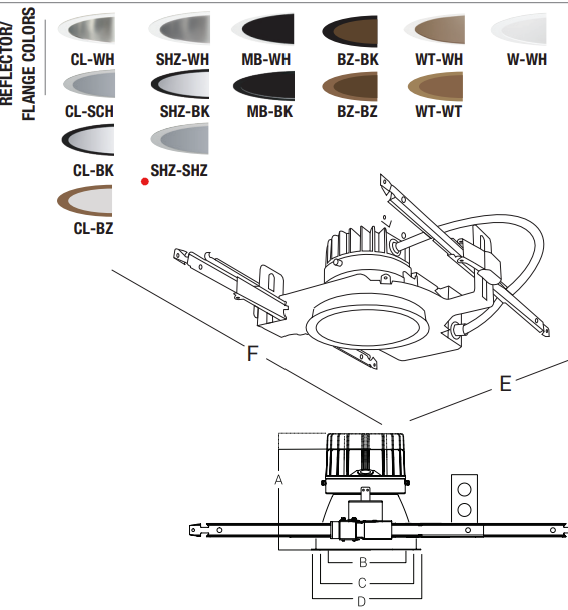 REFLECTOR/
FLANGE COLORS
CL-WH SHZ-WH MB-WH BZ-BK WT-WH W-WH
CL-SCH SHZ-BK MB-BK BZ-BZ WT-WT
CL-BK SHZ-SHZ
CL-BZ
F
E
A
B
C
D